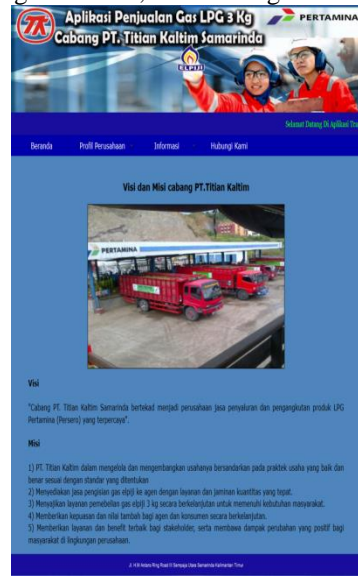 Aplikasi Penjualan Gas LPG 3 Kg
Cabang PT. Titian Kaltim Samarinda
PERTAMINA
ELPIJI
Selamat Datang Di Aplikasi Tra
Beranda Profil Perusahaan Informasi Hubungi Kami
Visi dan Misi cabang PT.Titian Kaltim
PERTAMINA
Visi
"Cabang PT. Titian Kaltim Samarinda bertekad menjadi perusahaan jasa penyaluran dan pengangkutan produk LPG
Pertamina (Persero) yang terpercaya".
Misi
1) PT. Titian Kaltim dalam mengelola dan mengembangkan usahanya bersandarkan pada praktek usaha yang baik dan
benar sesuai dengan standar yang ditentukan
2) Menyediakan jasa pengisian gas elpiji ke agen dengan layanan dan jaminan kuantitas yang tepat.
3) Menyajikan layanan pemebelian gas elpiji 3 kg secara berkelanjutan untuk memenuhi kebutuhan masyarakat.
4) Memberikan kepuasan dan nilai tambah bagi agen dan konsumen secara berkelanjutan.
5) Memberikan layanan dan benefit terbaik bagi stakeholder, serta membawa dampak perubahan yang positif bagi
masyarakat di lingkungan perusahaan.